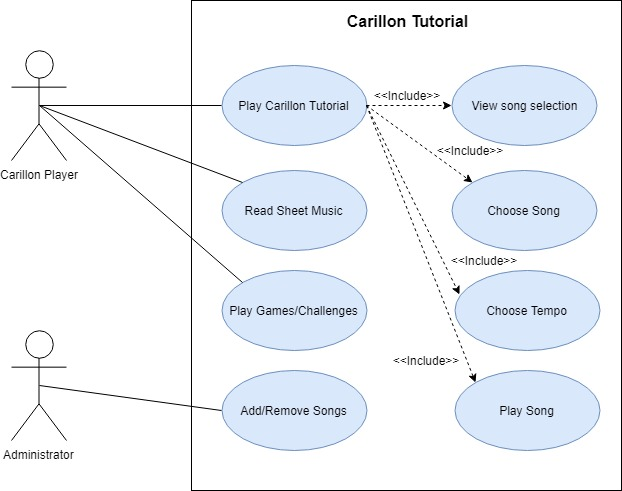 Carillon Tutorial
Play Carillon Tutorial
<<Include>>
View song selection
Carillon Player
<<Include>>
Read Sheet Music
Choose Song
<<Include>>
Play Games/Challenges
Choose Tempo
<<Include>>
Add/Remove Songs
Play Song
Administrator